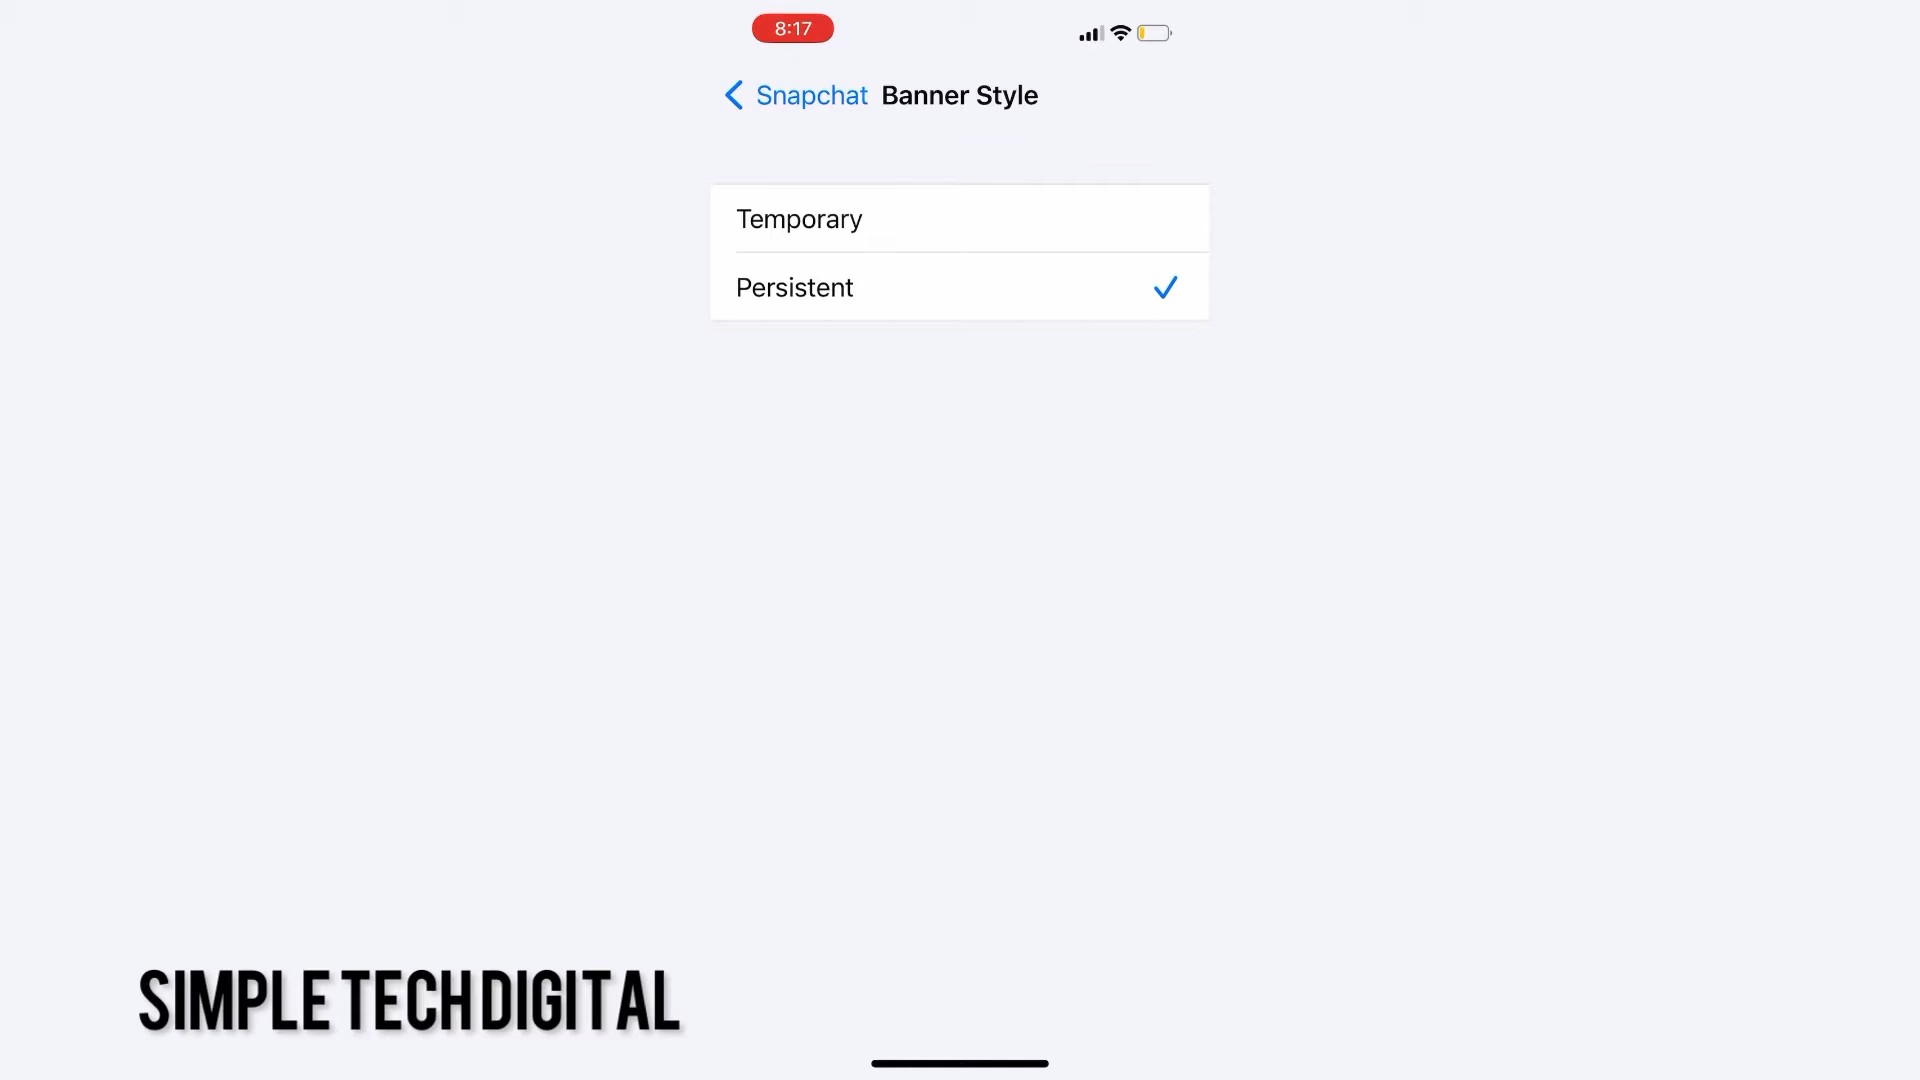 8:17
Snapchat Banner Style
Temporary
Persistent
SIMPLE TECH DIGITAL